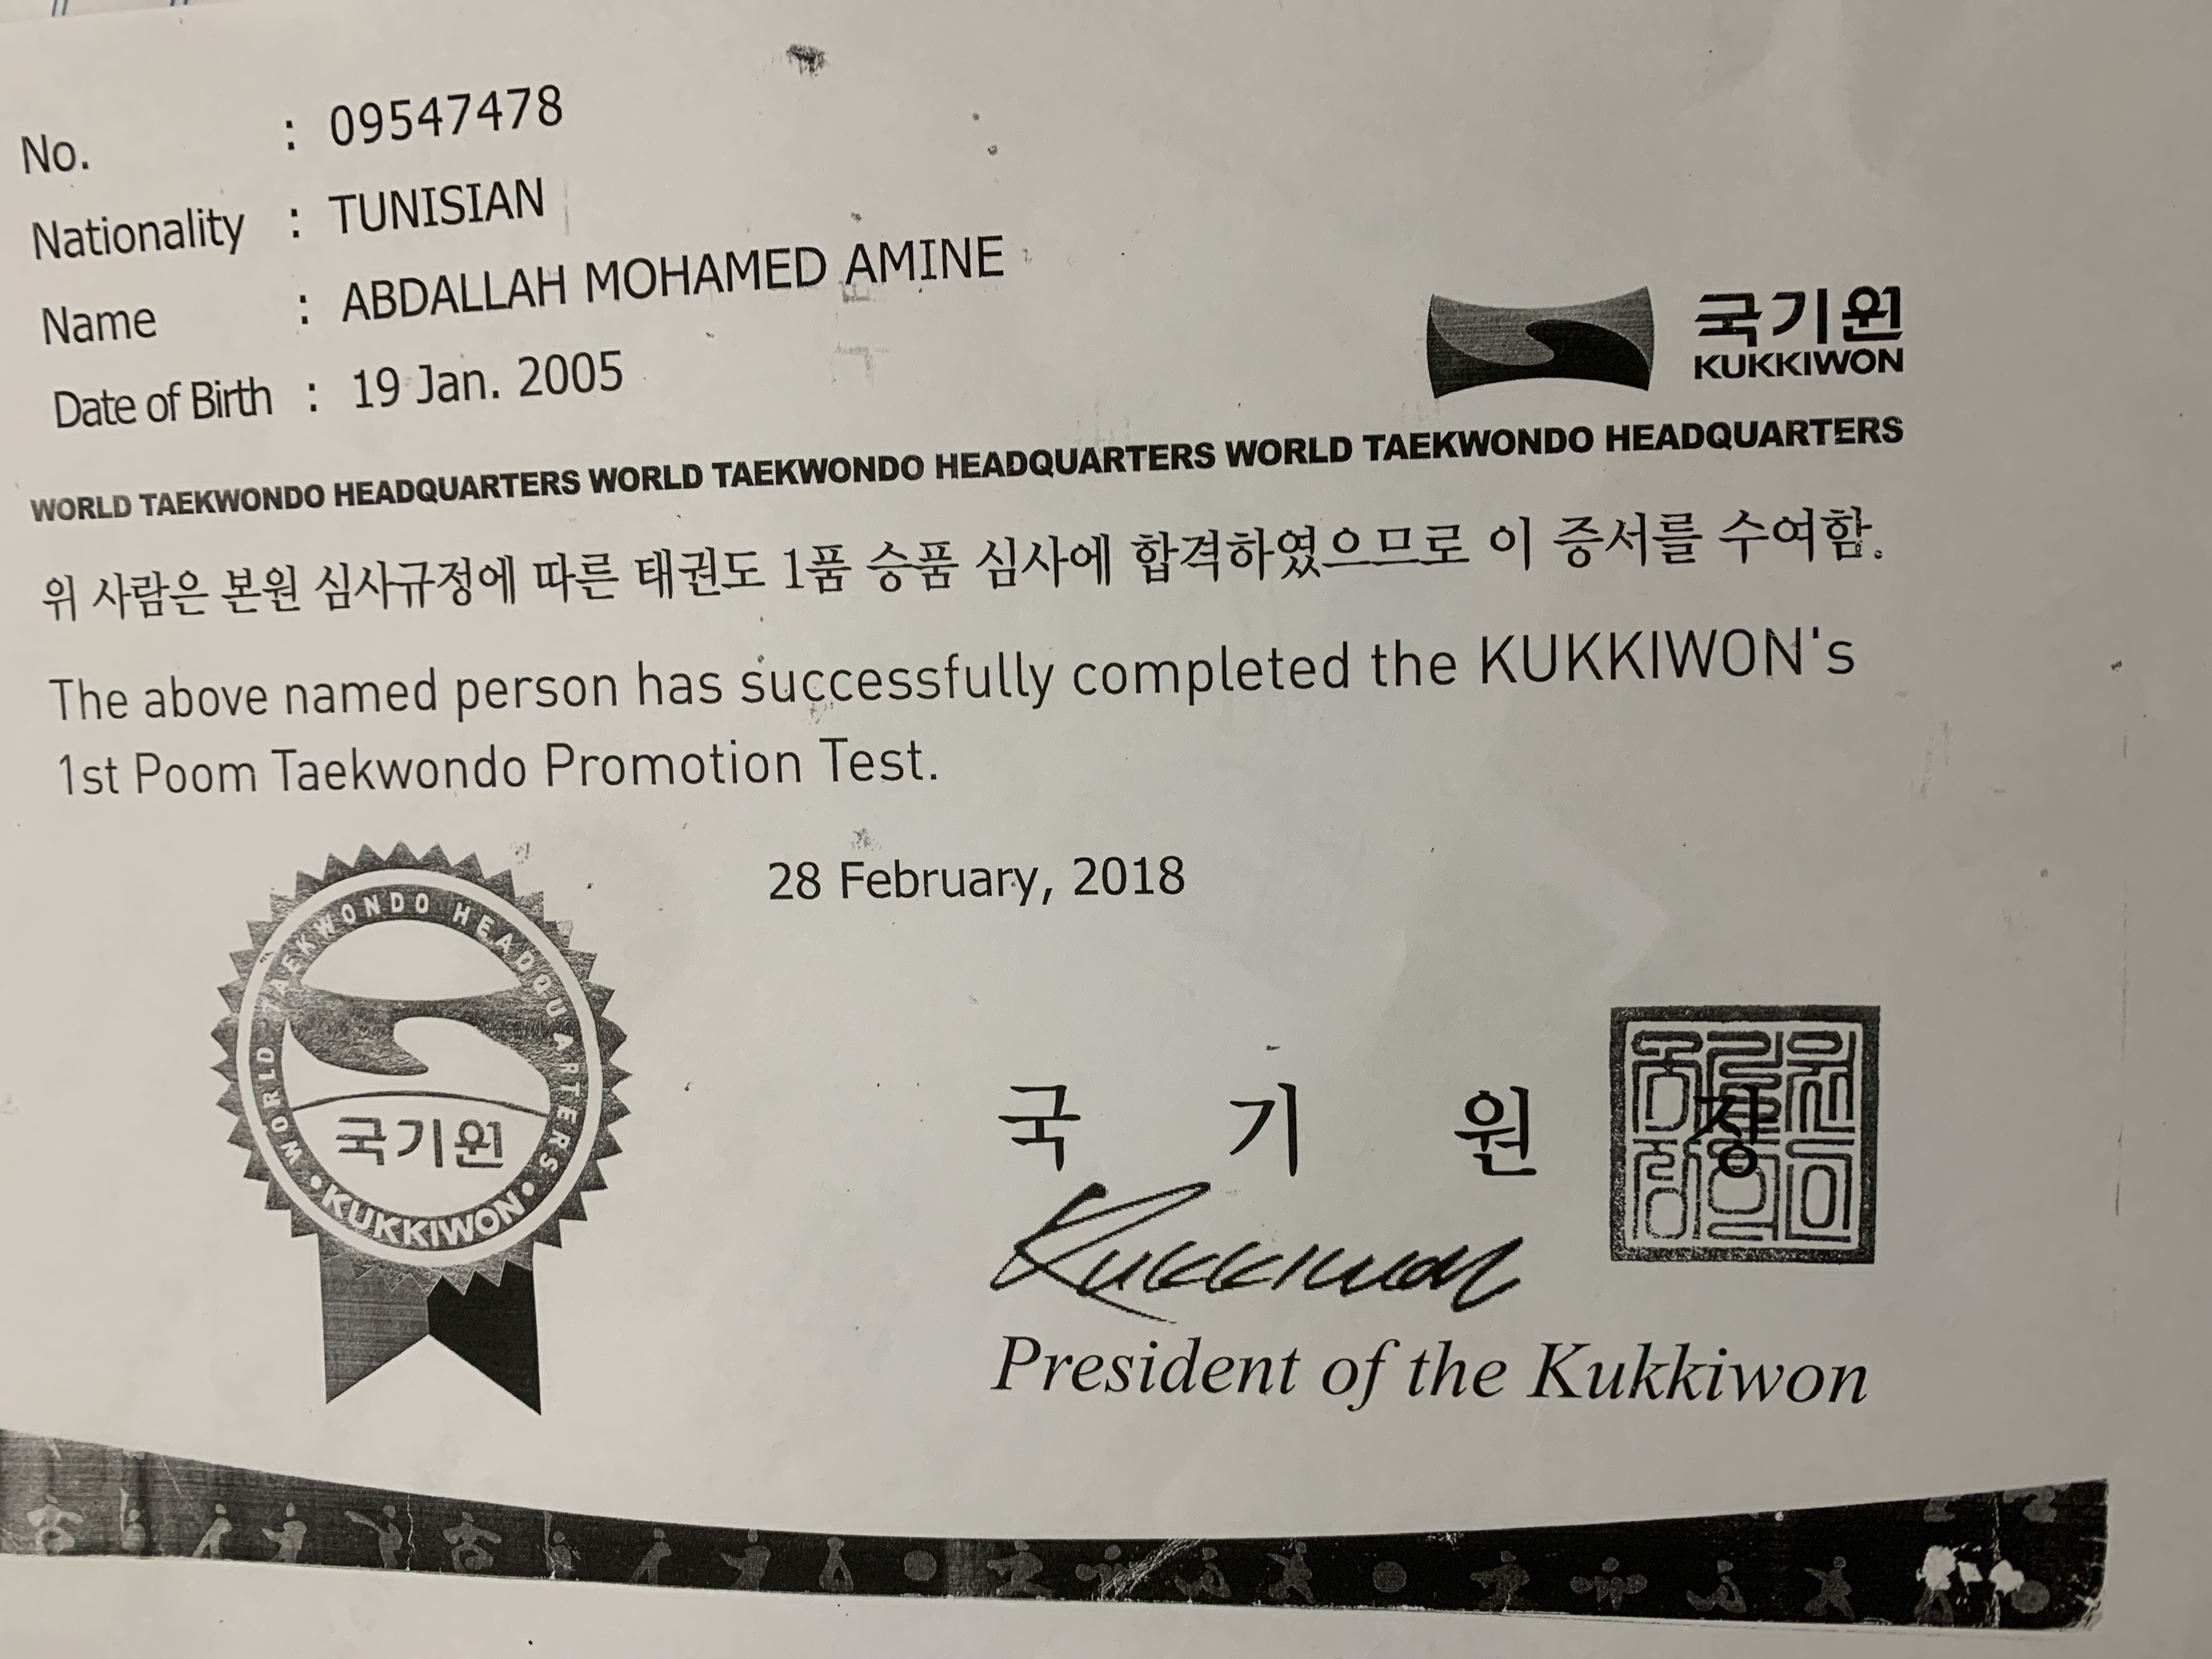 No. : 09547478
Nationality : TUNISIAN
Name : ABDALLAH MOHAMED AMINE
Date of Birth : 19 Jan. 2005
국기원
KUKKIWON
WORLD TAEKWONDO HEADQUARTERS WORLD TAEKWONDO HEADQUARTERS WORLD TAEKWONDO HEADQUARTERS
위 사람은 본원 심사규정에 따른 태권도 1품 승품 심사에 합격하였으므로 이 증서를 수여함.
The above named person has successfully completed the KUKKIWON's
1st Poom Taekwondo Promotion Test.
28 February, 2018
WORLD TAEKWONDO HEADQUARTERS
국기원
• KUKKIWON •
국 기 원 장
Kukkiwon
President of the Kukkiwon